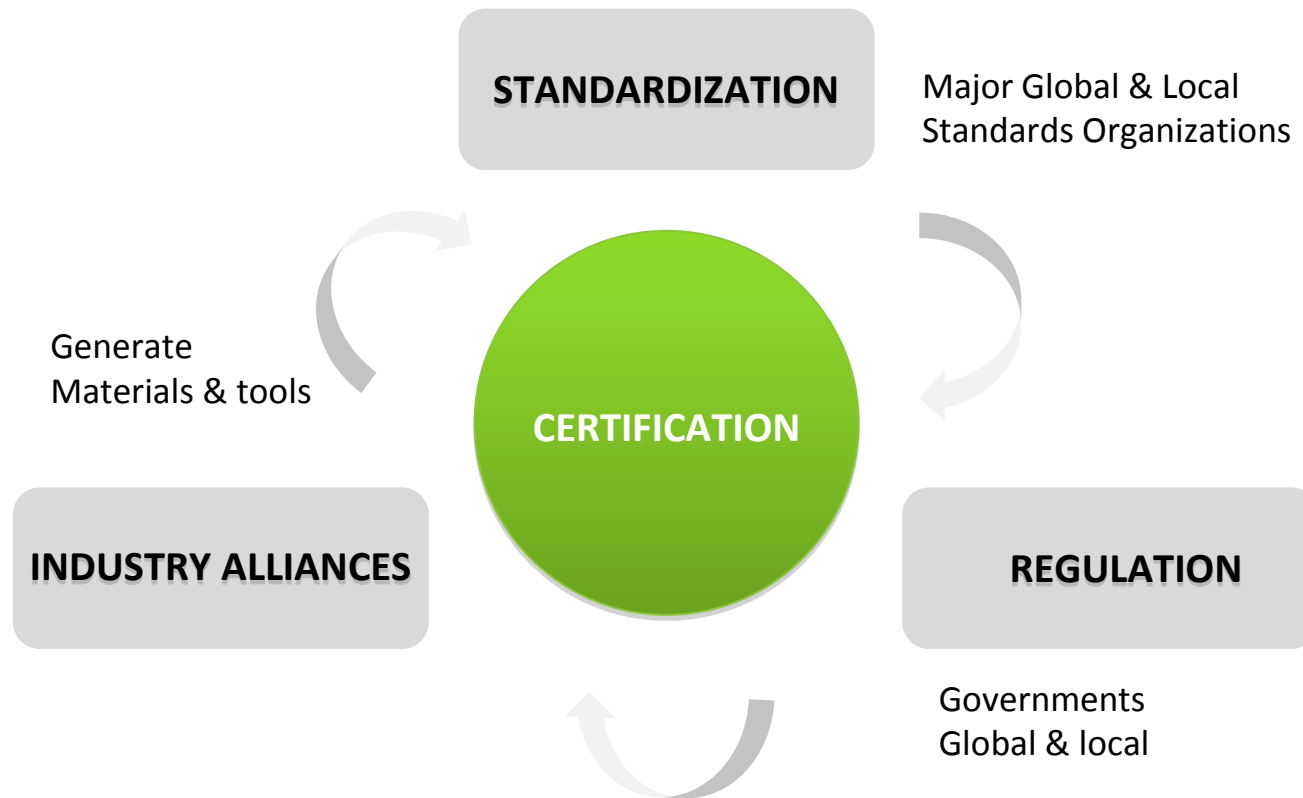 STANDARDIZATION
Major Global & Local
Standards Organizations
Generate
Materials & tools
CERTIFICATION
INDUSTRY ALLIANCES
REGULATION
Governments
Global & local